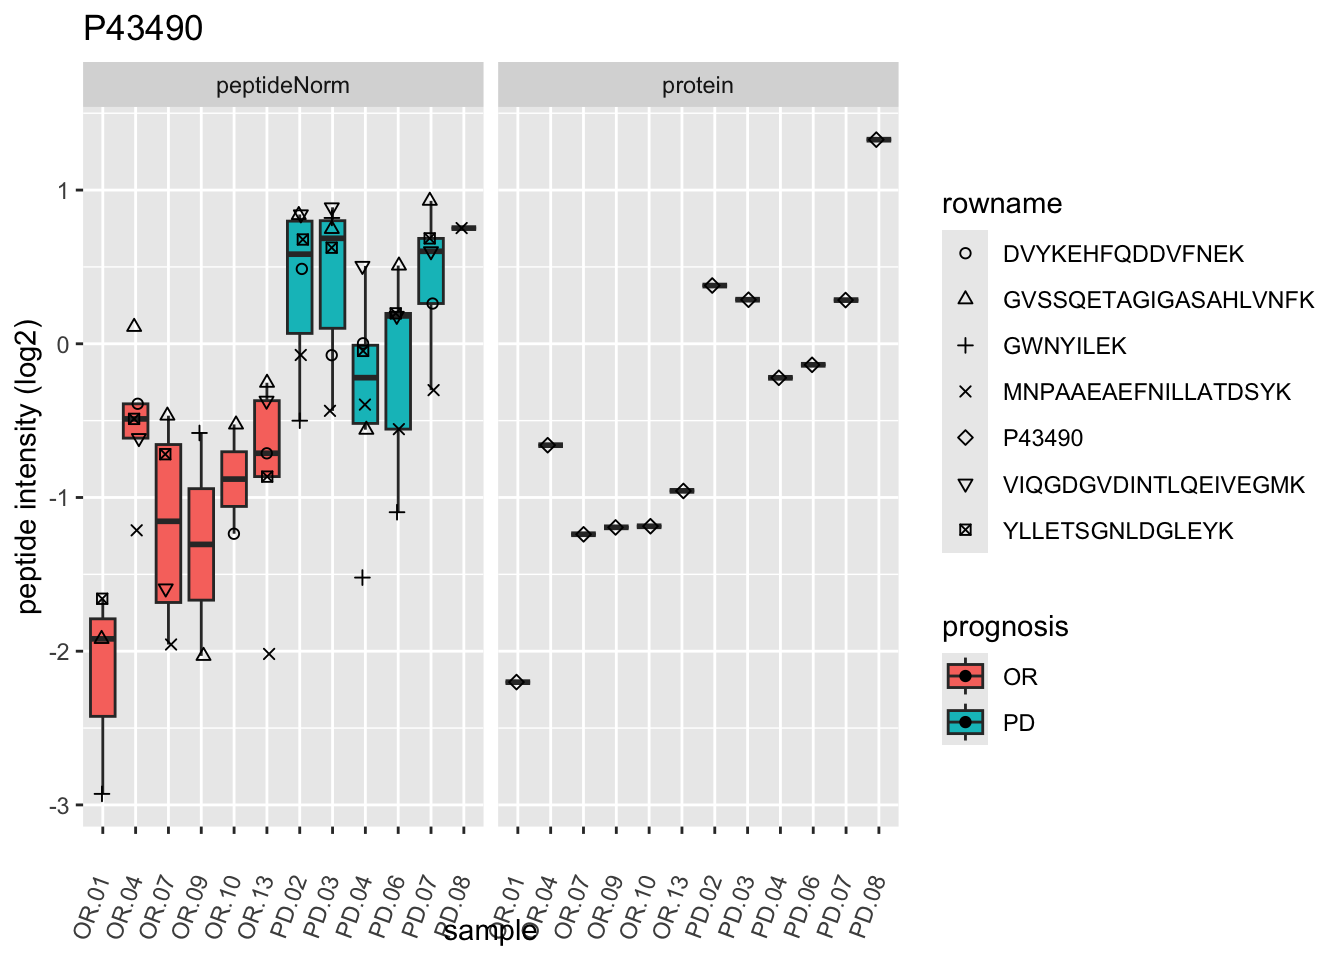 P43490
peptideNorm
protein
peptide intensity (log2)
1
0
-1
-2
-3
OR.01
OR.04
OR.07
OR.09
OR.10
OR.13
PD.02
PD.03
PD.04
PD.06
PD.07
PD.08
OR.01
OR.04
OR.07
OR.09
OR.10
OR.13
PD.02
PD.03
PD.04
PD.06
PD.07
PD.08
sample
rowname
DVYKEHFQDDVFNEK
GVSSQETAGIGASAHLVNFK
GWNYILEK
MNPAAEAEFNILLATDSYK
P43490
VIQGDGVDINTLQEIVEGMK
YLLETSGNLDGLEYK
prognosis
OR
PD